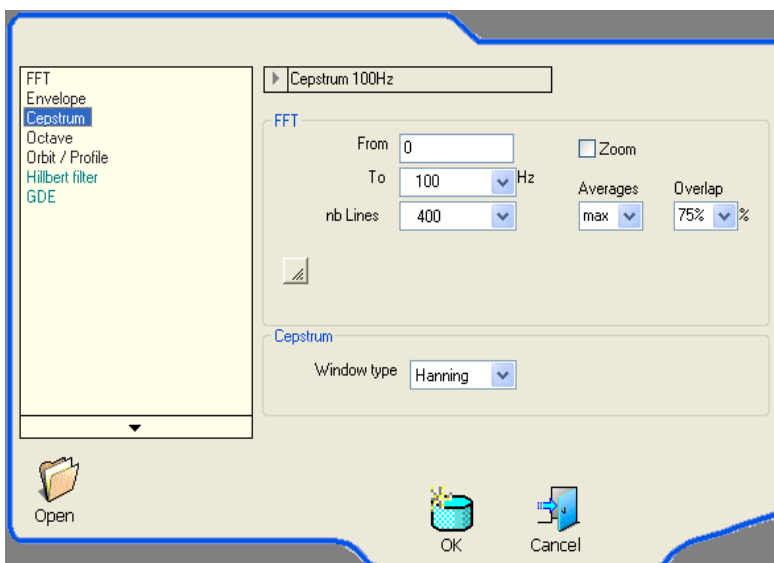 FFT
Envelope
Cepstrum
Octave
Orbit / Profile
Hillbert filter
GDE
Open
Cepstrum 100Hz
FFT
From 0
Zoom
To 100 Hz
Averages Overlap
nb Lines 400 max 75% %
Cepstrum
Window type Hanning
OK Cancel